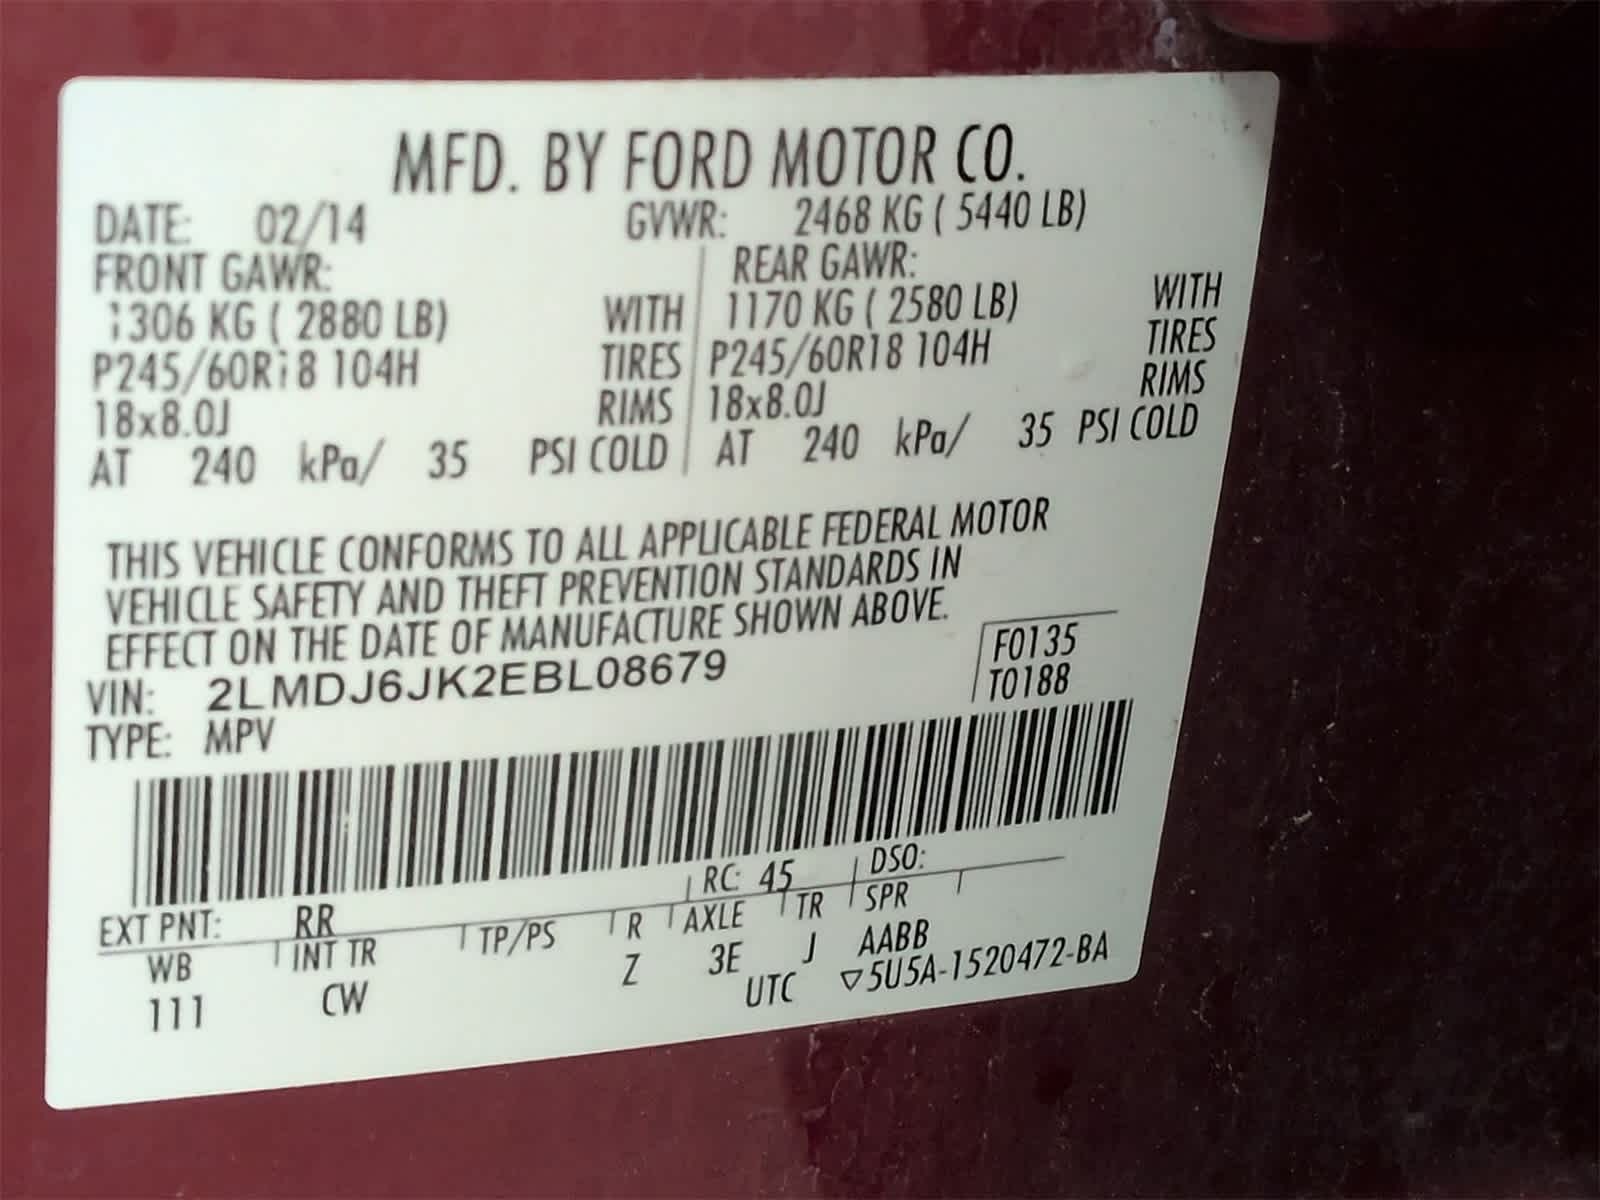 MFD. BY FORD MOTOR CO.
DATE: 02/14 GVWR: 2468 KG ( 5440 LB)
FRONT GAWR: REAR GAWR:
1306 KG ( 2880 LB) WITH 1170 KG ( 2580 LB) WITH
P245/60R18 104H TIRES P245/60R18 104H TIRES
18x8.0J RIMS 18x8.0J RIMS
AT 240 kPa/ 35 PSI COLD AT 240 kPa/ 35 PSI COLD
THIS VEHICLE CONFORMS TO ALL APPLICABLE FEDERAL MOTOR
VEHICLE SAFETY AND THEFT PREVENTION STANDARDS IN
EFFECT ON THE DATE OF MANUFACTURE SHOWN ABOVE.
VIN: 2LMDJ6JK2EBL08679 F0135
TYPE: MPV T0188
EXT PNT: RR RC: 45 DSO:
WB INT TR TP/PS R AXLE TR SPR
111 CW Z 3E J AABB
UTC ▽5U5A-1520472-BA